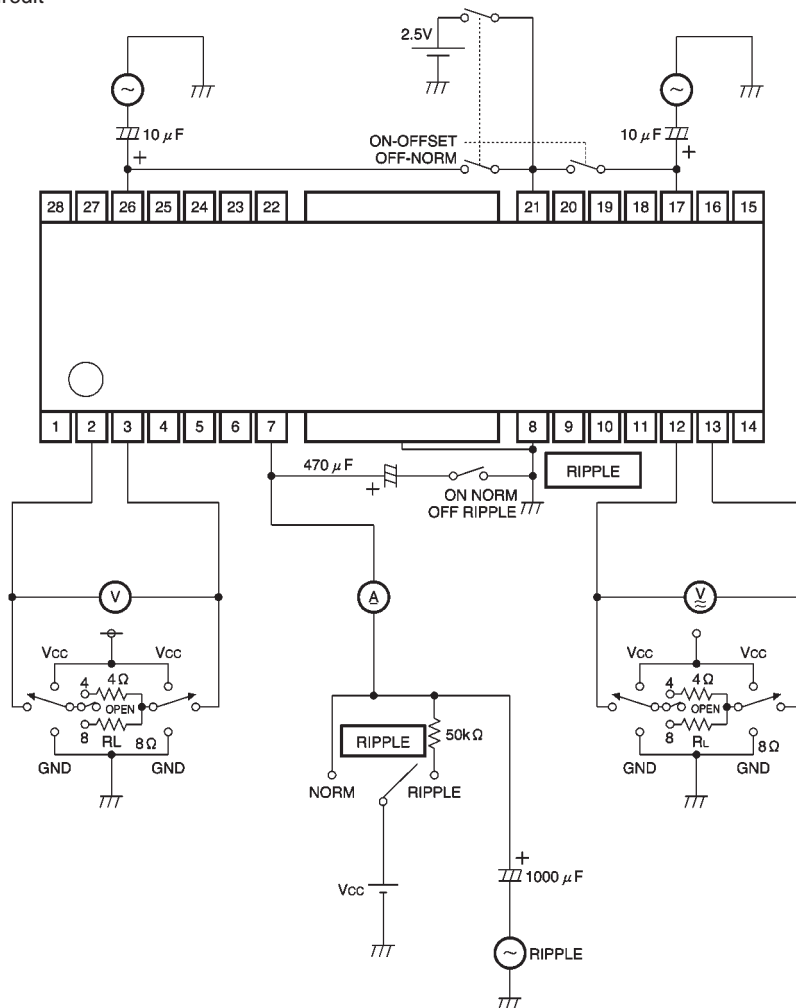 rcuit
2.5V
10 µF
+
ON-OFFSET
OFF-NORM
10 µF
+
28 27 26 25 24 23 22 21 20 19 18 17 16 15
1 2 3 4 5 6 7 8 9 10 11 12 13 14
470 µF
+
ON NORM
OFF RIPPLE
RIPPLE
V
A
V
VCC VCC
4 4Ω
OPEN
8 RL 8Ω
GND GND
RIPPLE
50kΩ
NORM RIPPLE
VCC
+
1000 µF
RIPPLE
VCC VCC
4 4Ω
OPEN
8 RL 8Ω
GND GND